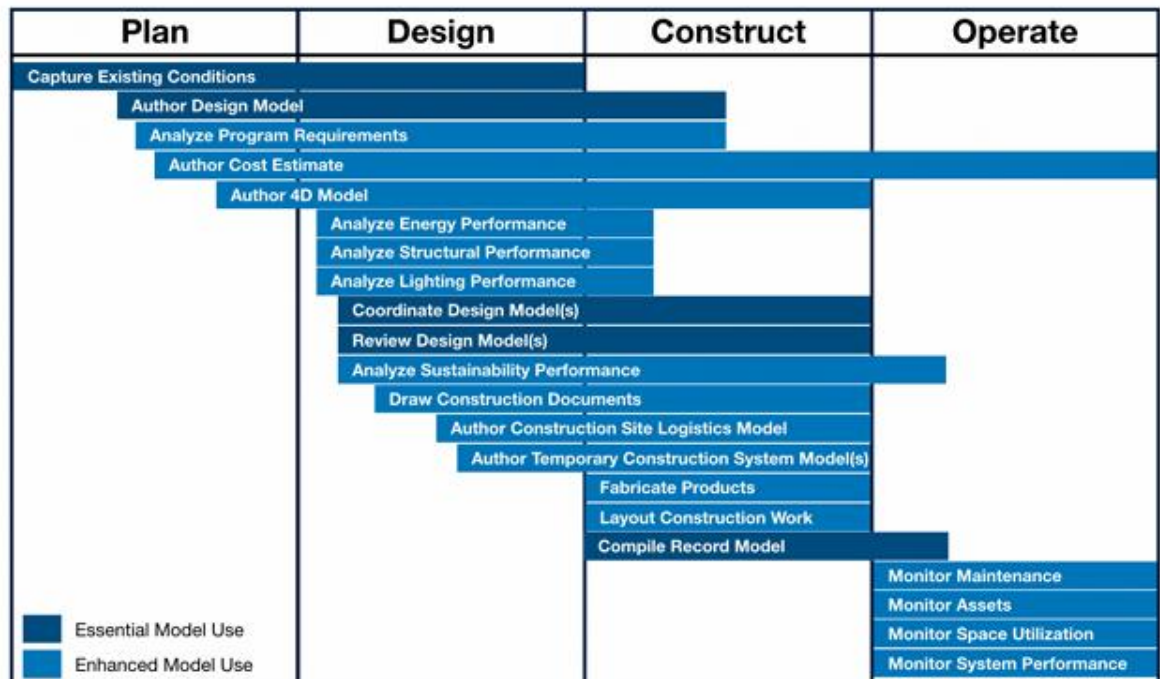 Plan Design Construct Operate
Capture Existing Conditions
Author Design Model
Analyze Program Requirements
Author Cost Estimate
Author 4D Model
Analyze Energy Performance
Analyze Structural Performance
Analyze Lighting Performance
Coordinate Design Model(s)
Review Design Model(s)
Analyze Sustainability Performance
Draw Construction Documents
Author Construction Site Logistics Model
Author Temporary Construction System Model(s)
Fabricate Products
Layout Construction Work
Compile Record Model
Monitor Maintenance
Monitor Assets
Monitor Space Utilization
Monitor System Performance
Essential Model Use
Enhanced Model Use